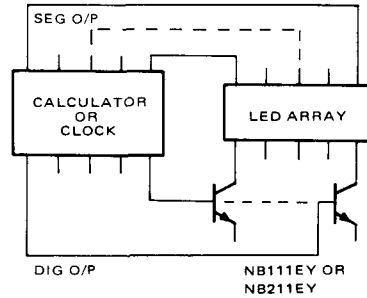 SEG O/P
CALCULATOR
OR
CLOCK
LED ARRAY
DIG O/P
NB111EY OR
NB211EY